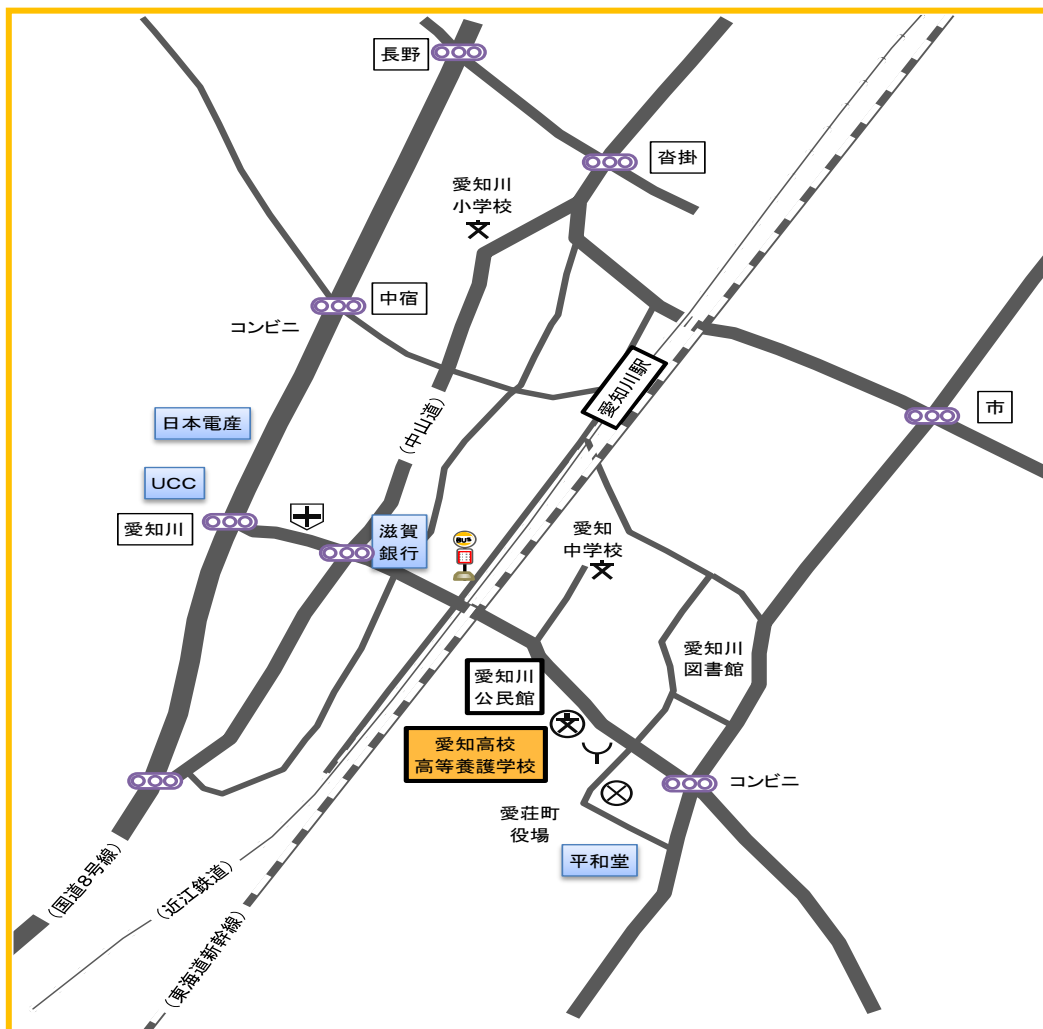 長野
沓掛
愛知川
小学校
中宿
コンビニ
愛知川駅
市
(中山道)
日本電産
UCC
愛知川
滋賀
銀行
BUS
愛知
中学校
愛知川
図書館
愛知川
公民館
愛知高校
高等養護学校
コンビニ
愛荘町
役場
平和堂
(国道8号線)
(近江鉄道)
(東海道新幹線)